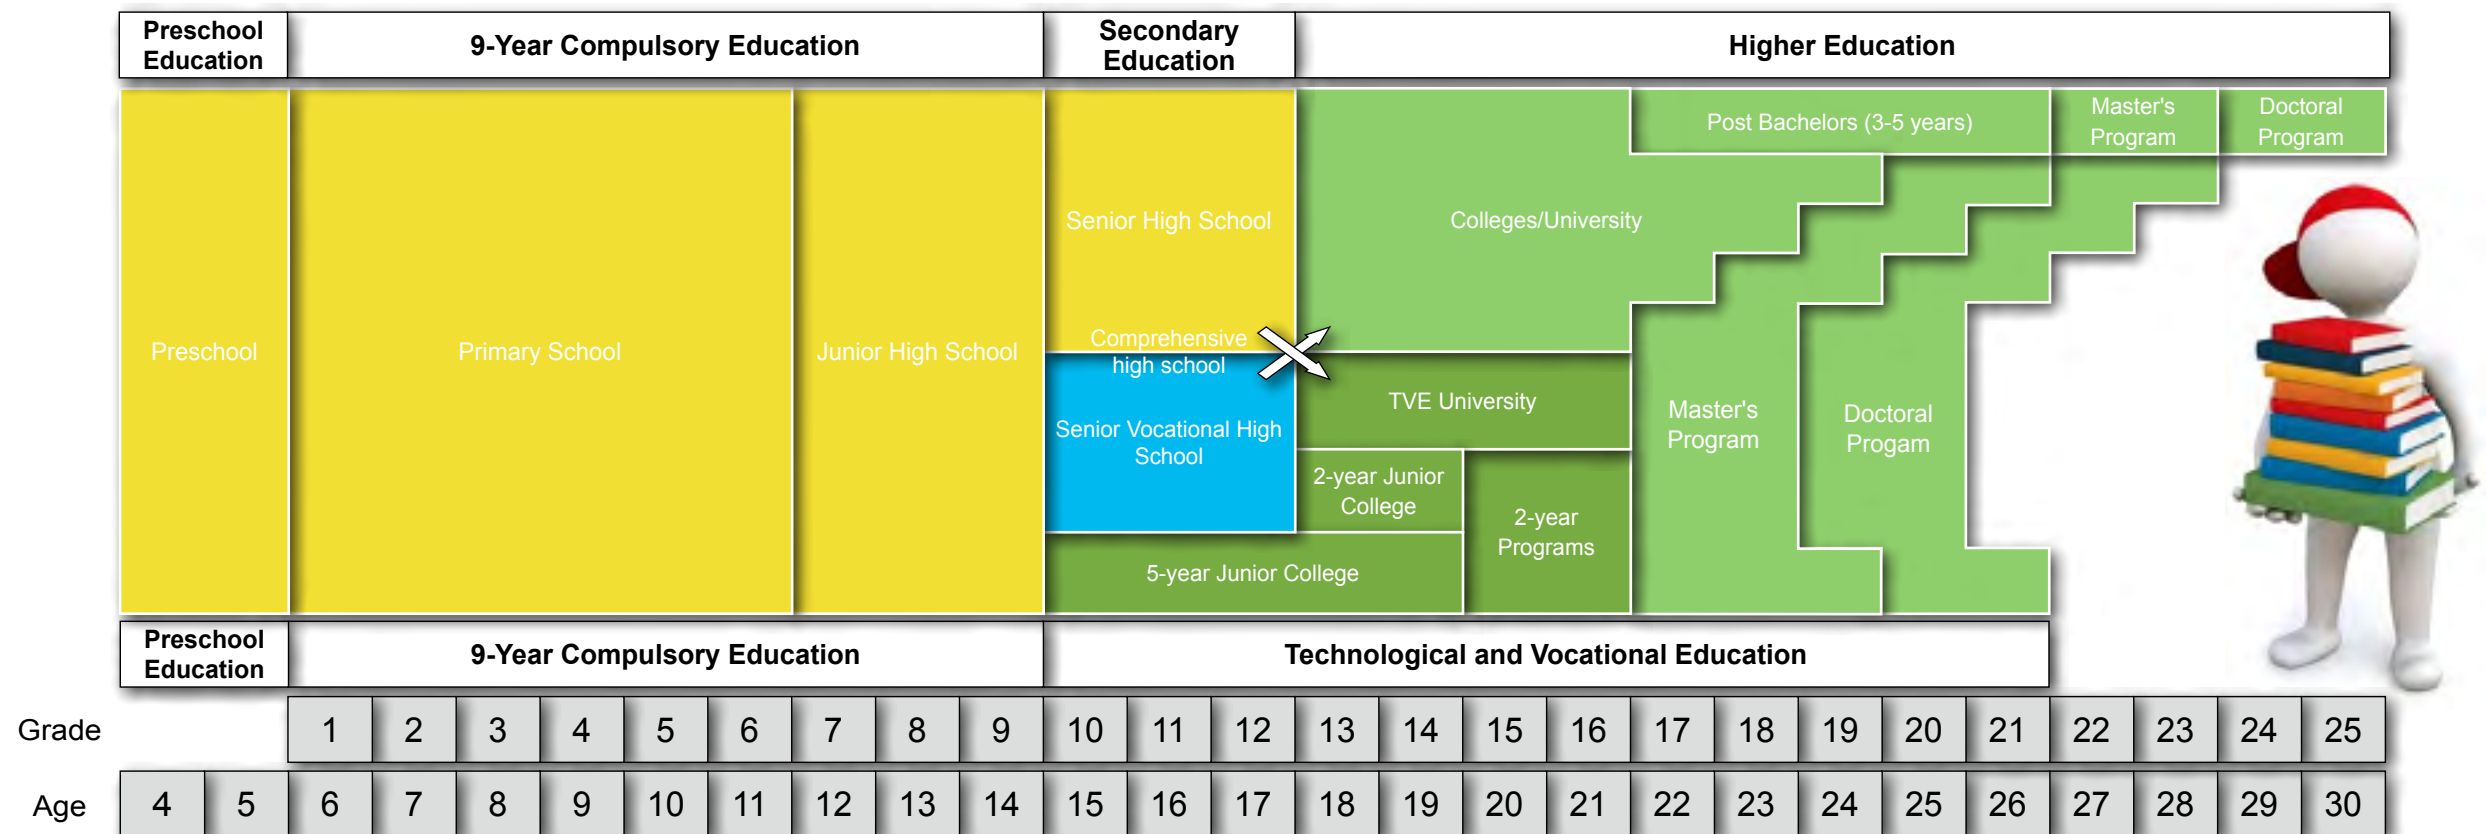 Preschool
Education
9-Year Compulsory Education
Secondary
Education
Higher Education
Preschool
Primary School
Junior High School
Senior High School
Comprehensive
high school
Senior Vocational High
School
5-year Junior College
Colleges/University
TVE University
2-year Junior
College
2-year
Programs
Post Bachelors (3-5 years)
Master's
Program
Doctoral
Program
Master's
Program
Doctoral
Progam
Preschool
Education
9-Year Compulsory Education
Technological and Vocational Education
Grade 1 2 3 4 5 6 7 8 9 10 11 12 13 14 15 16 17 18 19 20 21 22 23 24 25
Age 4 5 6 7 8 9 10 11 12 13 14 15 16 17 18 19 20 21 22 23 24 25 26 27 28 29 30